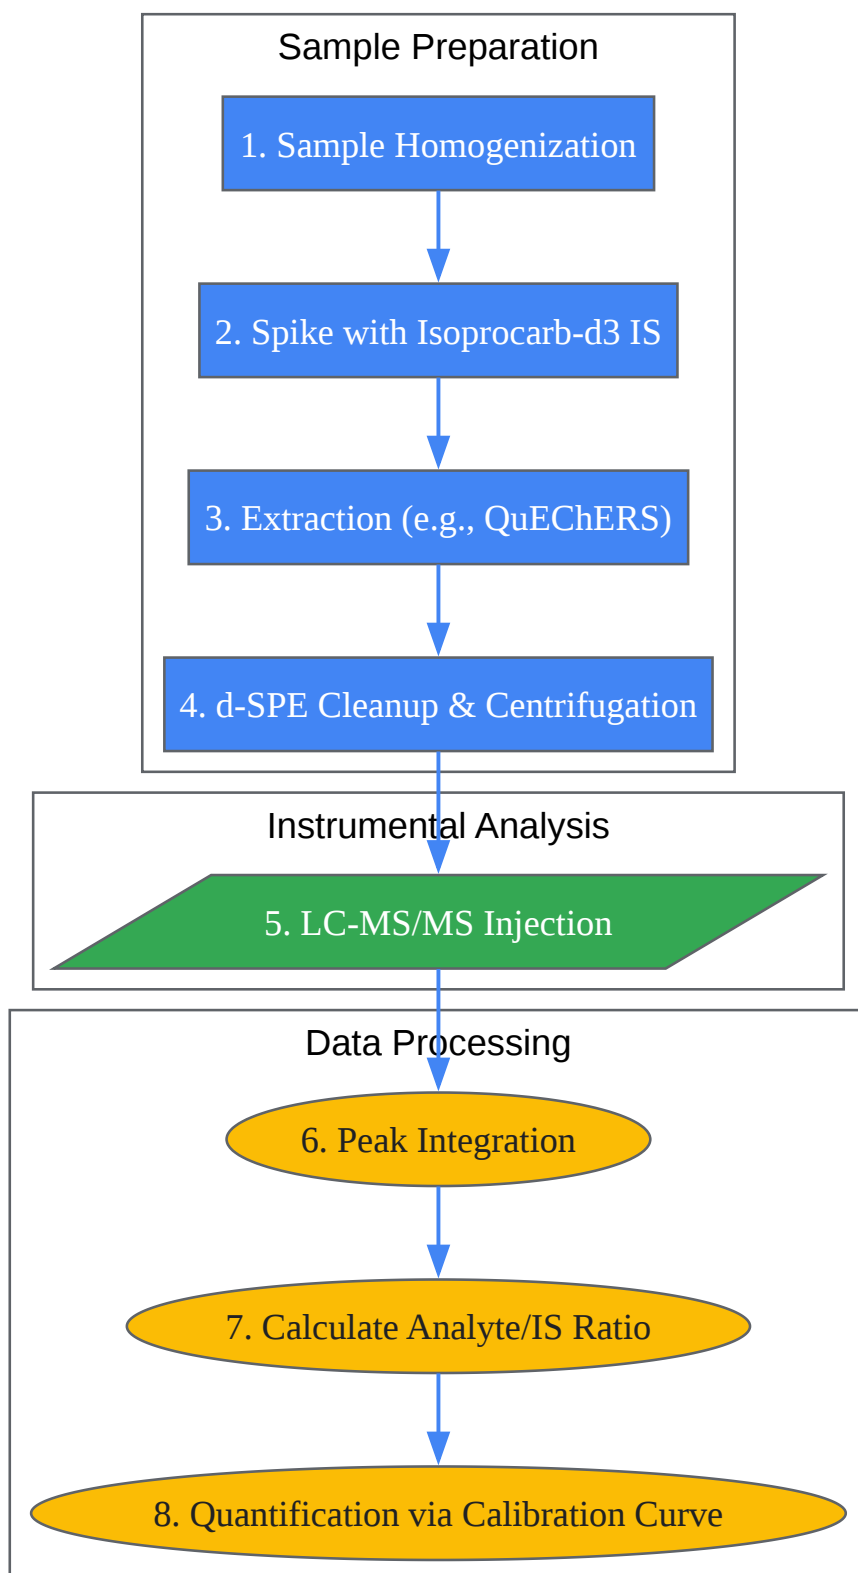 Sample Preparation
1. Sample Homogenization
2. Spike with Isoprocarb-d3 IS
3. Extraction (e.g., QuEChERS)
4. d-SPE Cleanup & Centrifugation
Instrumental Analysis
5. LC-MS/MS Injection
Data Processing
6. Peak Integration
7. Calculate Analyte/IS Ratio
8. Quantification via Calibration Curve